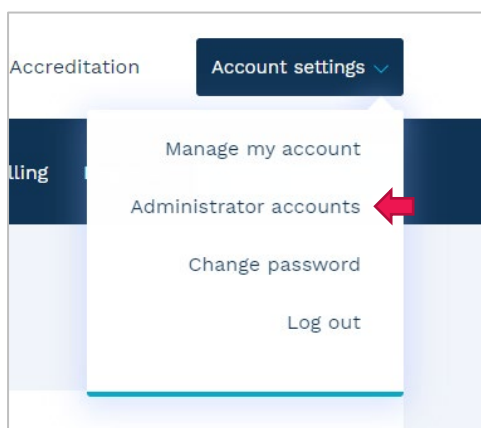 Accreditation Account settings
Manage my account
lling
Administrator accounts
Change password
Log out